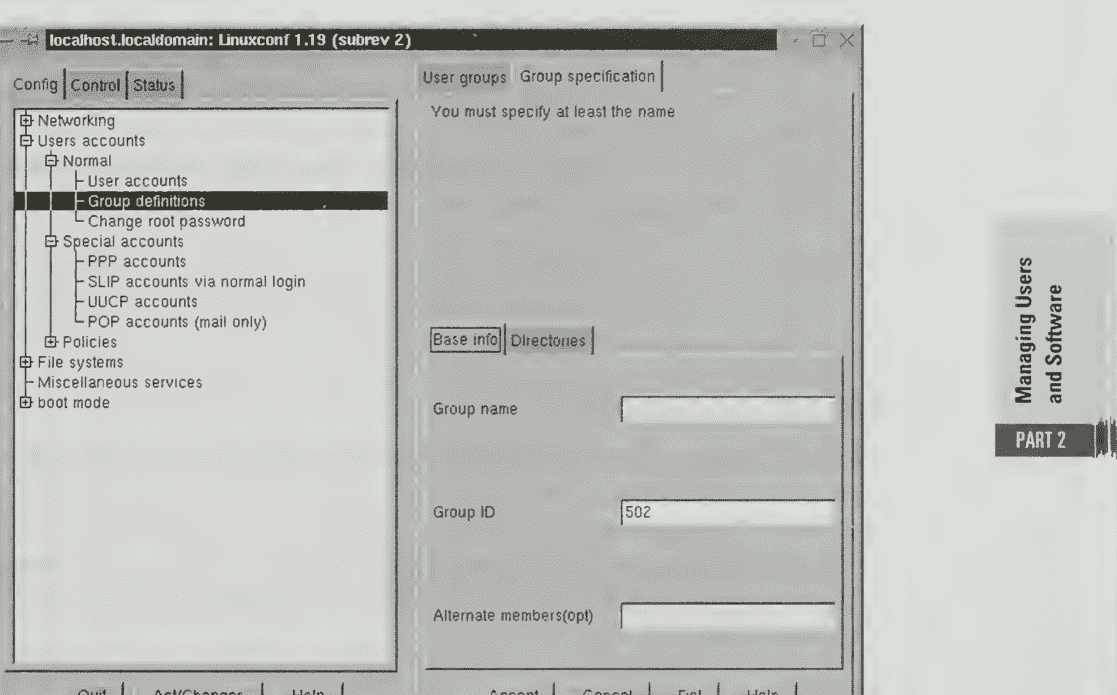 localhost.localdomain: Linuxconf 1.19 (subrev 2)
Config Control Status
Networking
Users accounts
Normal
User accounts
Group definitions
Change root password
Special accounts
PPP accounts
SLIP accounts via normal login
UUCP accounts
POP accounts (mail only)
Policies
File systems
Miscellaneous services
boot mode
User groups Group specification
You must specify at least the name
Base info Directories
Group name
Group ID 502
Alternate members(opt)
Quit Act/Changes Help
Accept Cancel Del Help
Managing Users
and Software
PART 2